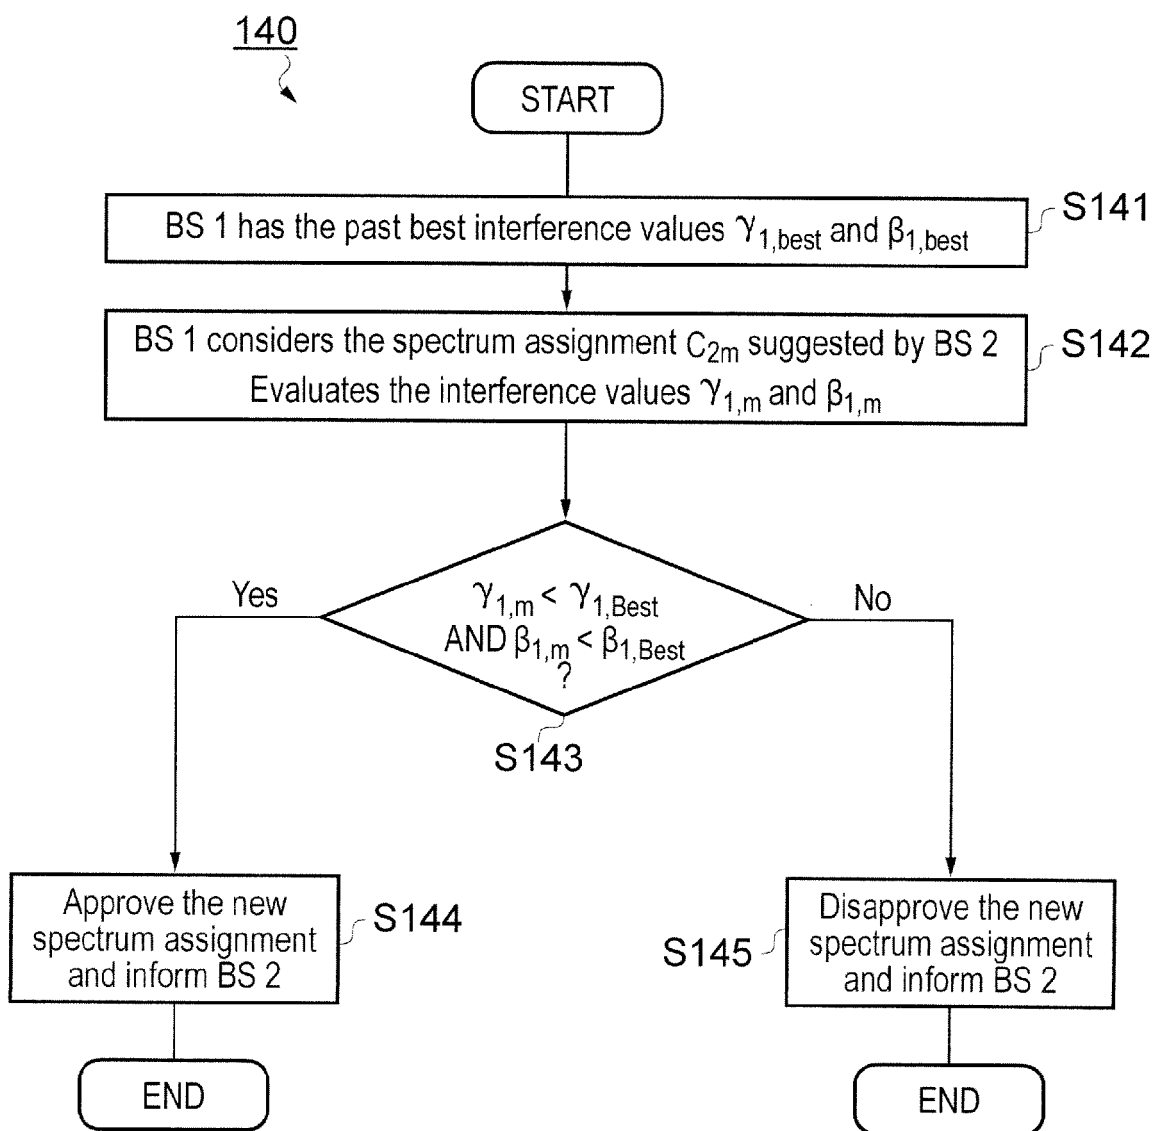 140
START
BS 1 has the past best interference values γ1,best and β1,best
S141
BS 1 considers the spectrum assignment C2m suggested by BS 2
Evaluates the interference values γ1,m and β1,m
S142
γ1,m < γ1,Best
AND β1,m < β1,Best
?
Yes
No
S143
Approve the new
spectrum assignment
and inform BS 2
S144
Disapprove the new
spectrum assignment
and inform BS 2
S145
END
END